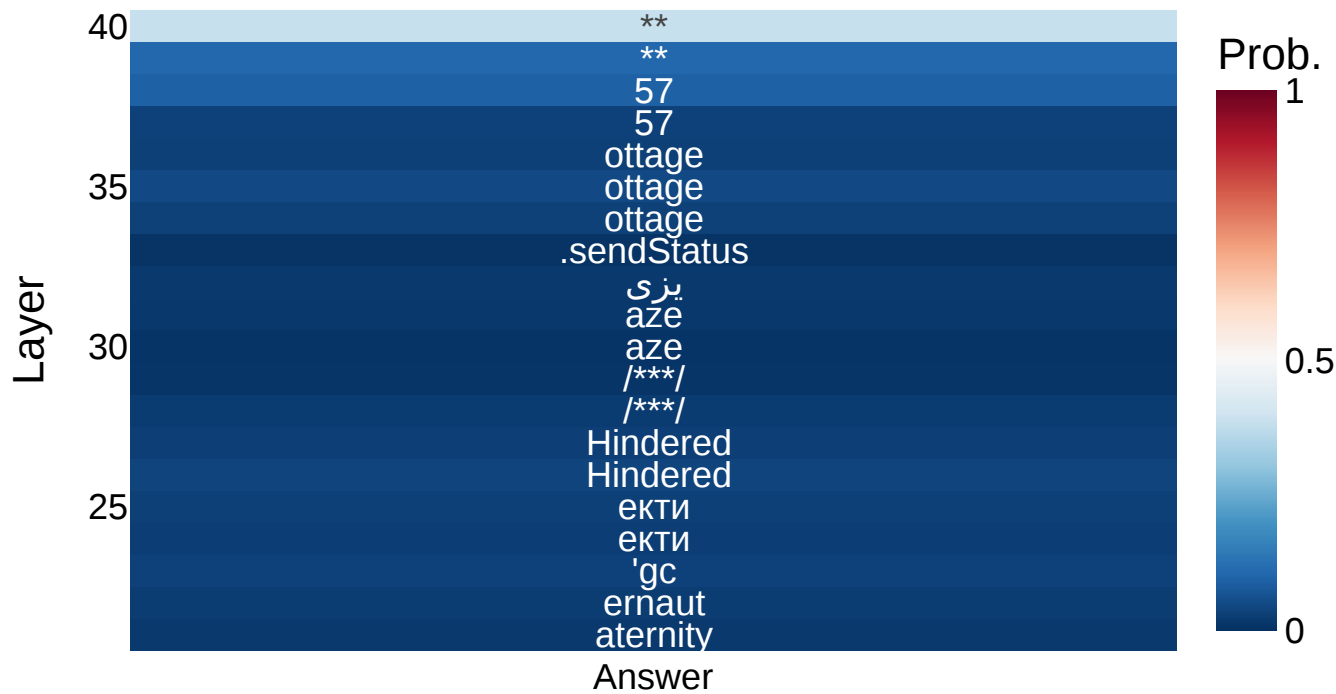 40
**
Prob.
**
57
1
57
ottage
35
ottage
ottage
.sendStatus
یزی
Layer
aze
30
aze
0.5
/***/
/***/
Hindered
Hindered
25
екти
екти
'gc
ernaut
aternity
0
Answer